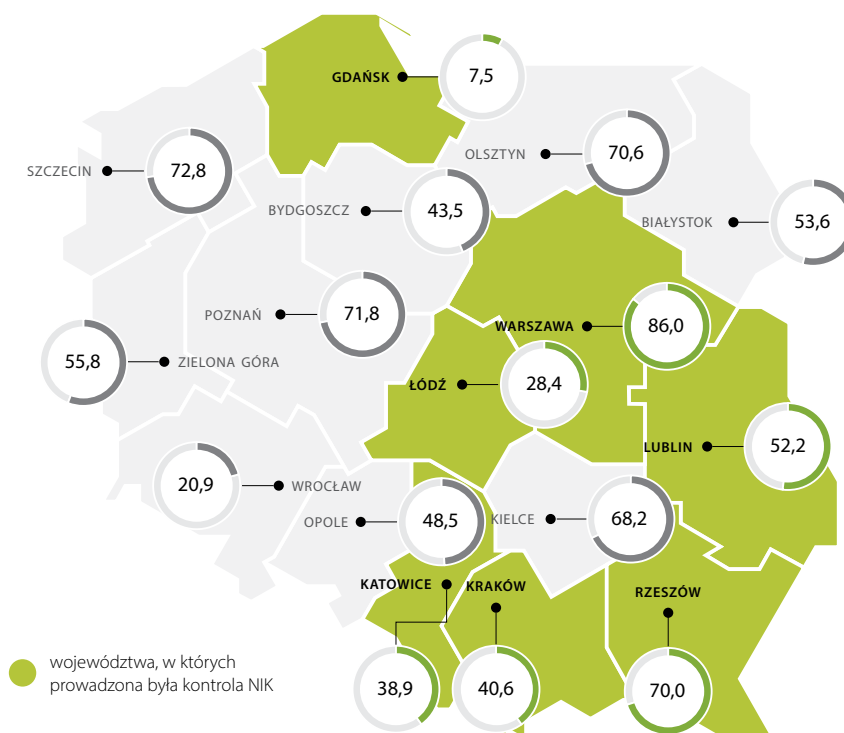 GDAŃSK
7,5
OLSZTYN
70,6
SZCZECIN
72,8
BYDGOSZCZ
43,5
BIAŁYSTOK
53,6
POZNAŃ
71,8
WARSZAWA
86,0
55,8
ZIELONA GÓRA
ŁÓDŹ
28,4
LUBLIN
52,2
20,9
WROCŁAW
OPOLE
48,5
KIELCE
68,2
KATOWICE
KRAKÓW
RZESZÓW
38,9
40,6
70,0
województwa, w których
prowadzona była kontrola NIK